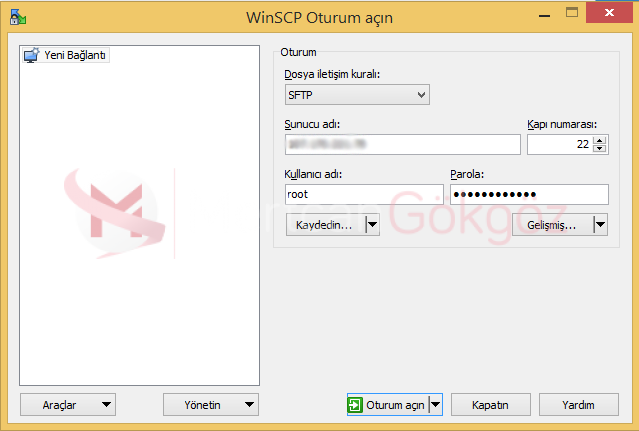 WinSCP Oturum açın
Yeni Bağlantı
Oturum
Dosya iletişim kuralı:
SFTP
Sunucu adı:
Kapı numarası:
22
Kullanıcı adı:
Parola:
root
●●●●●●●●●●●●
Kaydedin...
Gelişmiş...
Gökgöz
Araçlar
Yönetin
Oturum açın
Kapatın
Yardım